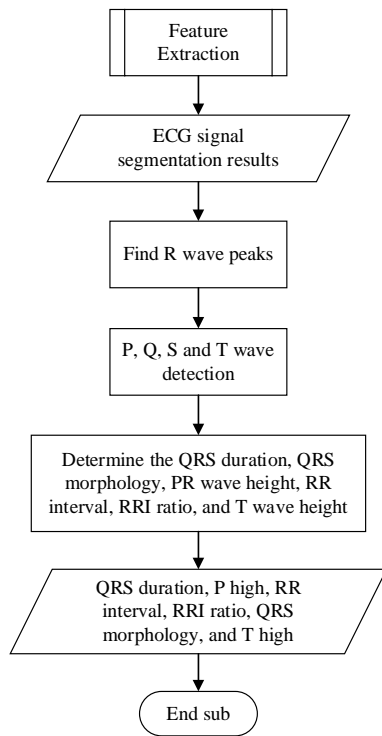 Feature
Extraction
ECG signal
segmentation results
Find R wave peaks
P, Q, S and T wave
detection
Determine the QRS duration, QRS
morphology, PR wave height, RR
interval, RRI ratio, and T wave height
QRS duration, P high, RR
interval, RRI ratio, QRS
morphology, and T high
End sub